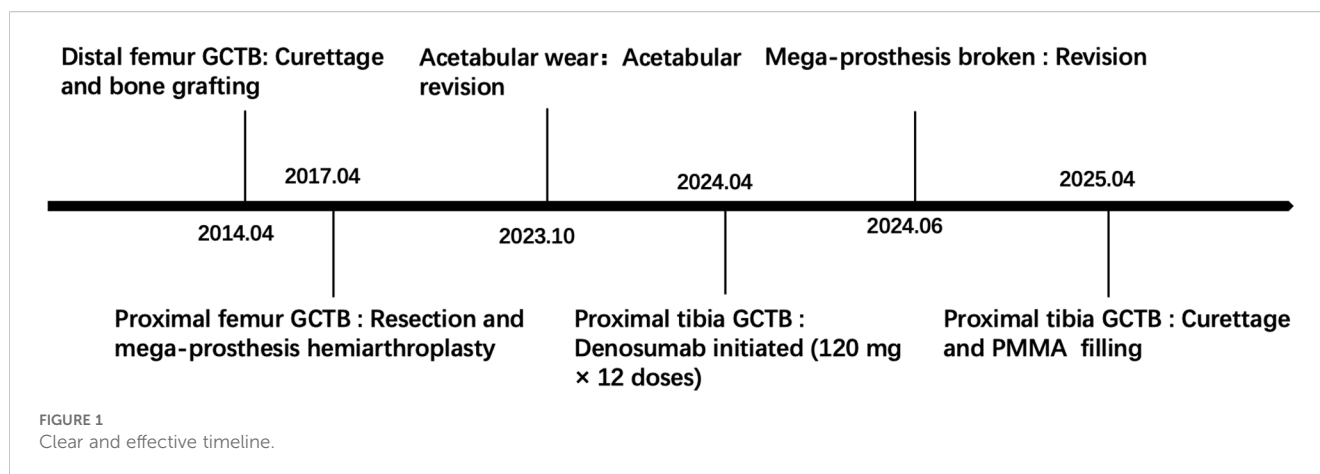 Distal femur GCTB: Curettage
and bone grafting
Acetabular wear: Acetabular
revision
Mega-prosthesis broken : Revision
2017.04
2024.04
2025.04
2014.04
2023.10
2024.06
Proximal femur GCTB : Resection and
mega-prosthesis hemiarthroplasty
Proximal tibia GCTB :
Denosumab initiated (120 mg
× 12 doses)
Proximal tibia GCTB : Curettage
and PMMA filling
FIGURE 1
Clear and effective timeline.